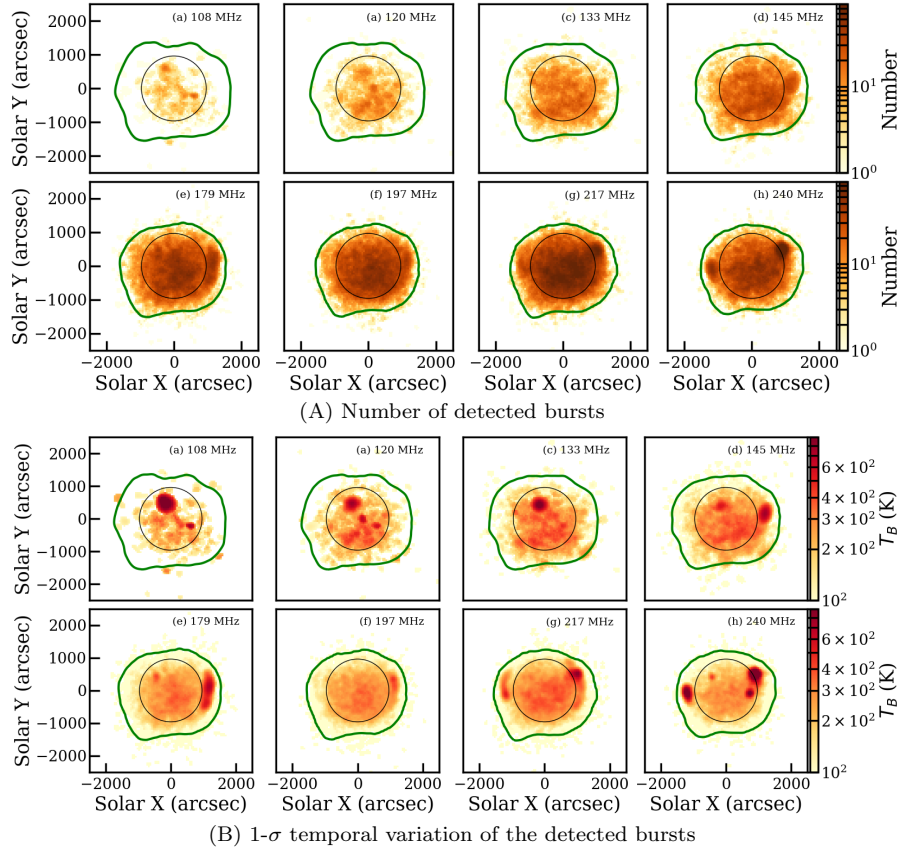 (a) 108 MHz (a) 120 MHz (c) 133 MHz (d) 145 MHz
2000
1000
0
−1000
−2000
Solar Y (arcsec)
10^1
10^0
Number
(e) 179 MHz (f) 197 MHz (g) 217 MHz (h) 240 MHz
2000
1000
0
−1000
−2000
Solar Y (arcsec)
10^1
10^0
Number
−2000 0 2000 −2000 0 2000 −2000 0 2000 −2000 0 2000
Solar X (arcsec) Solar X (arcsec) Solar X (arcsec) Solar X (arcsec)
(A) Number of detected bursts
(a) 108 MHz (a) 120 MHz (c) 133 MHz (d) 145 MHz
2000
1000
0
−1000
−2000
Solar Y (arcsec)
6 × 10^2
4 × 10^2
3 × 10^2
2 × 10^2
10^2
T_B (K)
(e) 179 MHz (f) 197 MHz (g) 217 MHz (h) 240 MHz
2000
1000
0
−1000
−2000
Solar Y (arcsec)
6 × 10^2
4 × 10^2
3 × 10^2
2 × 10^2
10^2
T_B (K)
−2000 0 2000 −2000 0 2000 −2000 0 2000 −2000 0 2000
Solar X (arcsec) Solar X (arcsec) Solar X (arcsec) Solar X (arcsec)
(B) 1-σ temporal variation of the detected bursts